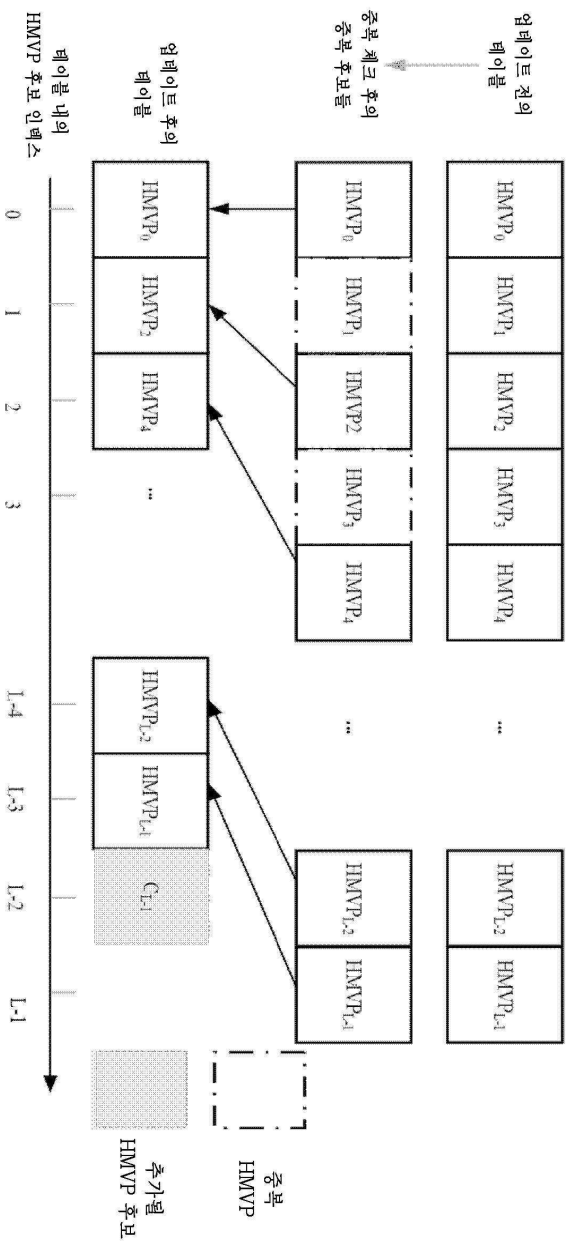 업데이트 전의
테이블
HMVP₀ HMVP₁ HMVP₂ HMVP₃ HMVP₄ ... HMVPL-2 HMVPL-1
중복 체크 후의
중복 후보들
HMVP₀ HMVP₁ HMVP2 HMVP₃ HMVP₄ ... HMVPL-2 HMVPL-1
중복
HMVP
업데이트 후의
테이블
HMVP₀ HMVP₂ HMVP₄ ... HMVPL-2 HMVPL-1 CL-1
추가될
HMVP 후보
테이블 내의
HMVP 후보 인덱스
0 1 2 3 L-4 L-3 L-2 L-1